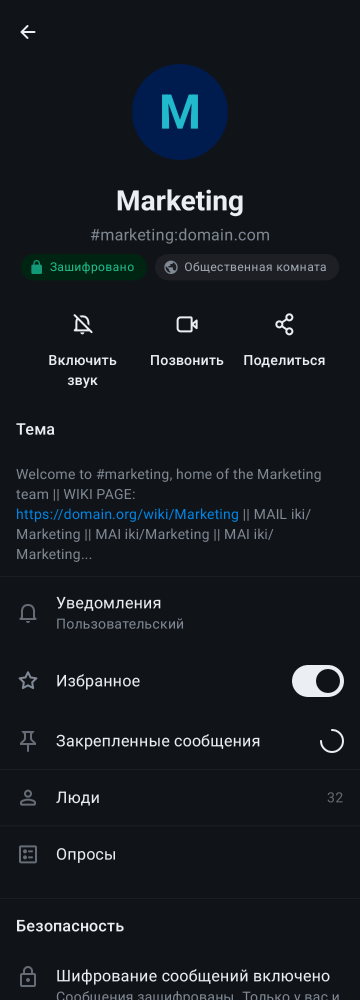 M
Marketing
#marketing:domain.com
Зашифровано
Общественная комната
Включить
звук
Позвонить
Поделиться
Тема
Welcome to #marketing, home of the Marketing
team || WIKI PAGE:
https://domain.org/wiki/Marketing || MAIL iki/
Marketing || MAI iki/Marketing || MAI iki/
Marketing...
Уведомления
Пользовательский
Избранное
Закрепленные сообщения
Люди
32
Опросы
Безопасность
Шифрование сообщений включено
Сообщения зашифрованы. Только у вас и